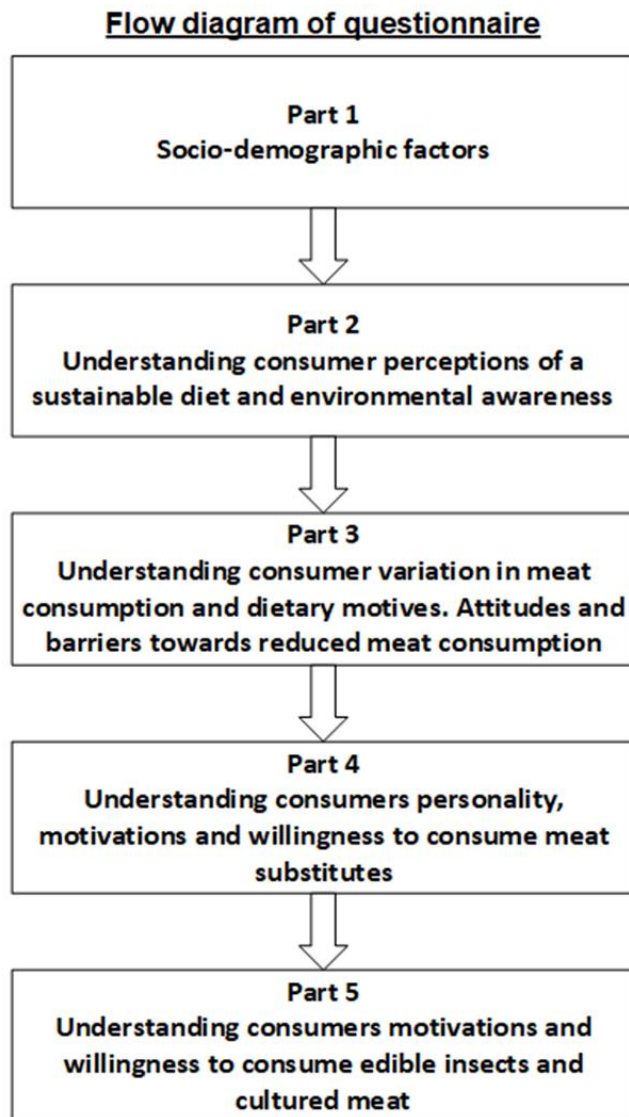 Flow diagram of questionnaire
Part 1
Socio-demographic factors
Part 2
Understanding consumer perceptions of a
sustainable diet and environmental awareness
Part 3
Understanding consumer variation in meat
consumption and dietary motives. Attitudes and
barriers towards reduced meat consumption
Part 4
Understanding consumers personality,
motivations and willingness to consume meat
substitutes
Part 5
Understanding consumers motivations and
willingness to consume edible insects and
cultured meat